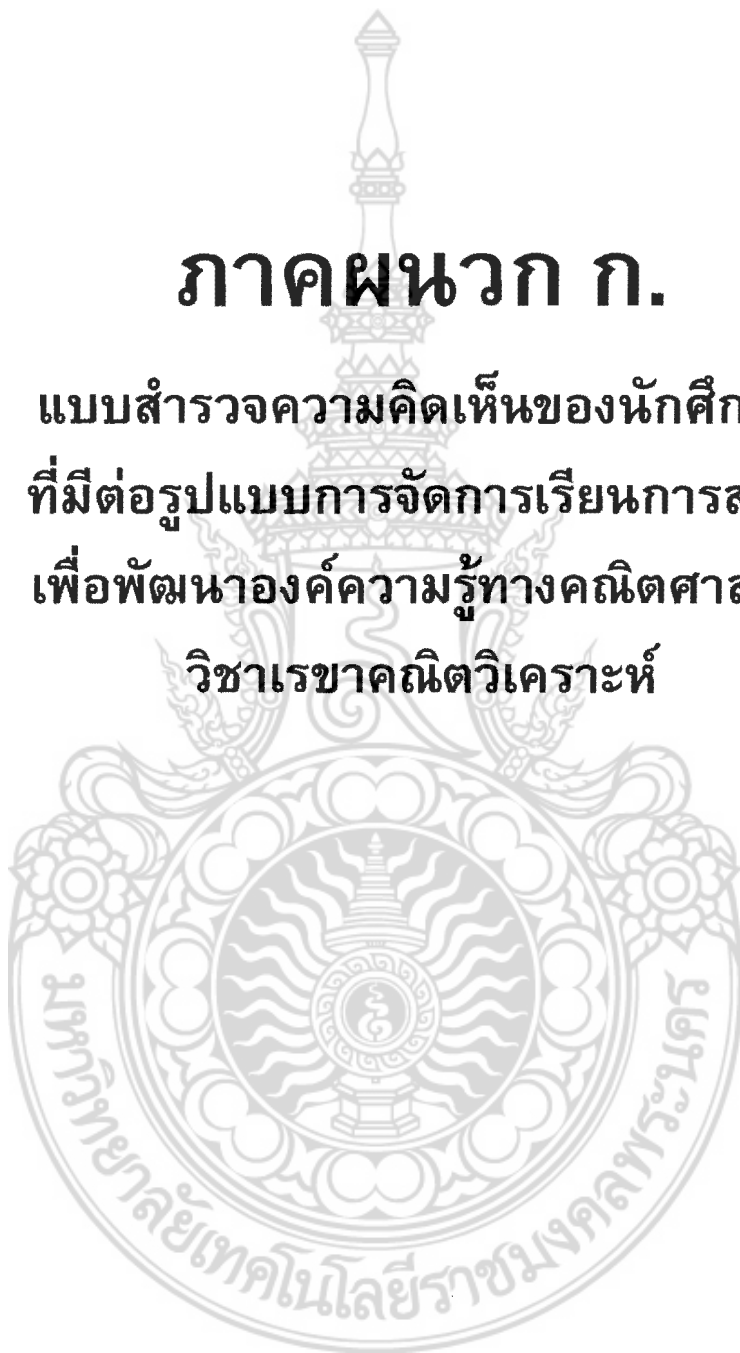 ภาคผนวก ก.
แบบสำรวจความคิดเห็นของนักศึก
ที่มีต่อรูปแบบการจัดการเรียนการส
เพื่อพัฒนาองค์ความรู้ทางคณิตศาส
วิชาเรขาคณิตวิเคราะห์
มหาวิทยาลัยเทคโนโลยีราชมงคลพระนคร